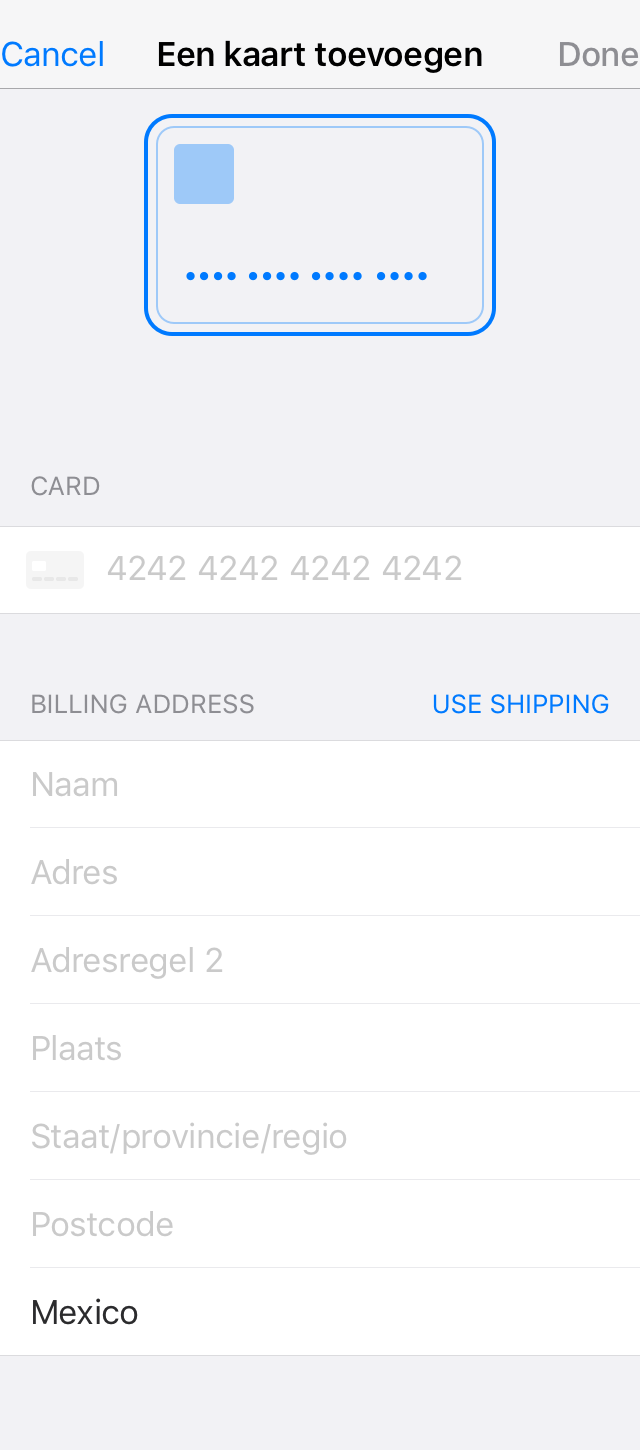 Cancel Een kaart toevoegen Done
•••• •••• •••• ••••
CARD
4242 4242 4242 4242
BILLING ADDRESS USE SHIPPING
Naam
Adres
Adresregel 2
Plaats
Staat/provincie/regio
Postcode
Mexico